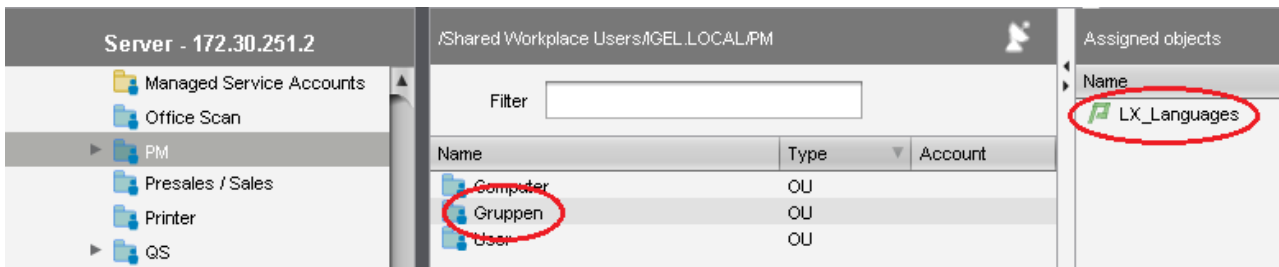 Server - 172.30.251.2
Managed Service Accounts
Office Scan
PM
Presales / Sales
Printer
QS
/Shared Workplace Users/IGEL.LOCAL/PM
Filter
Name Type Account
Computer OU
Gruppen OU
User OU
Assigned objects
Name
LX_Languages